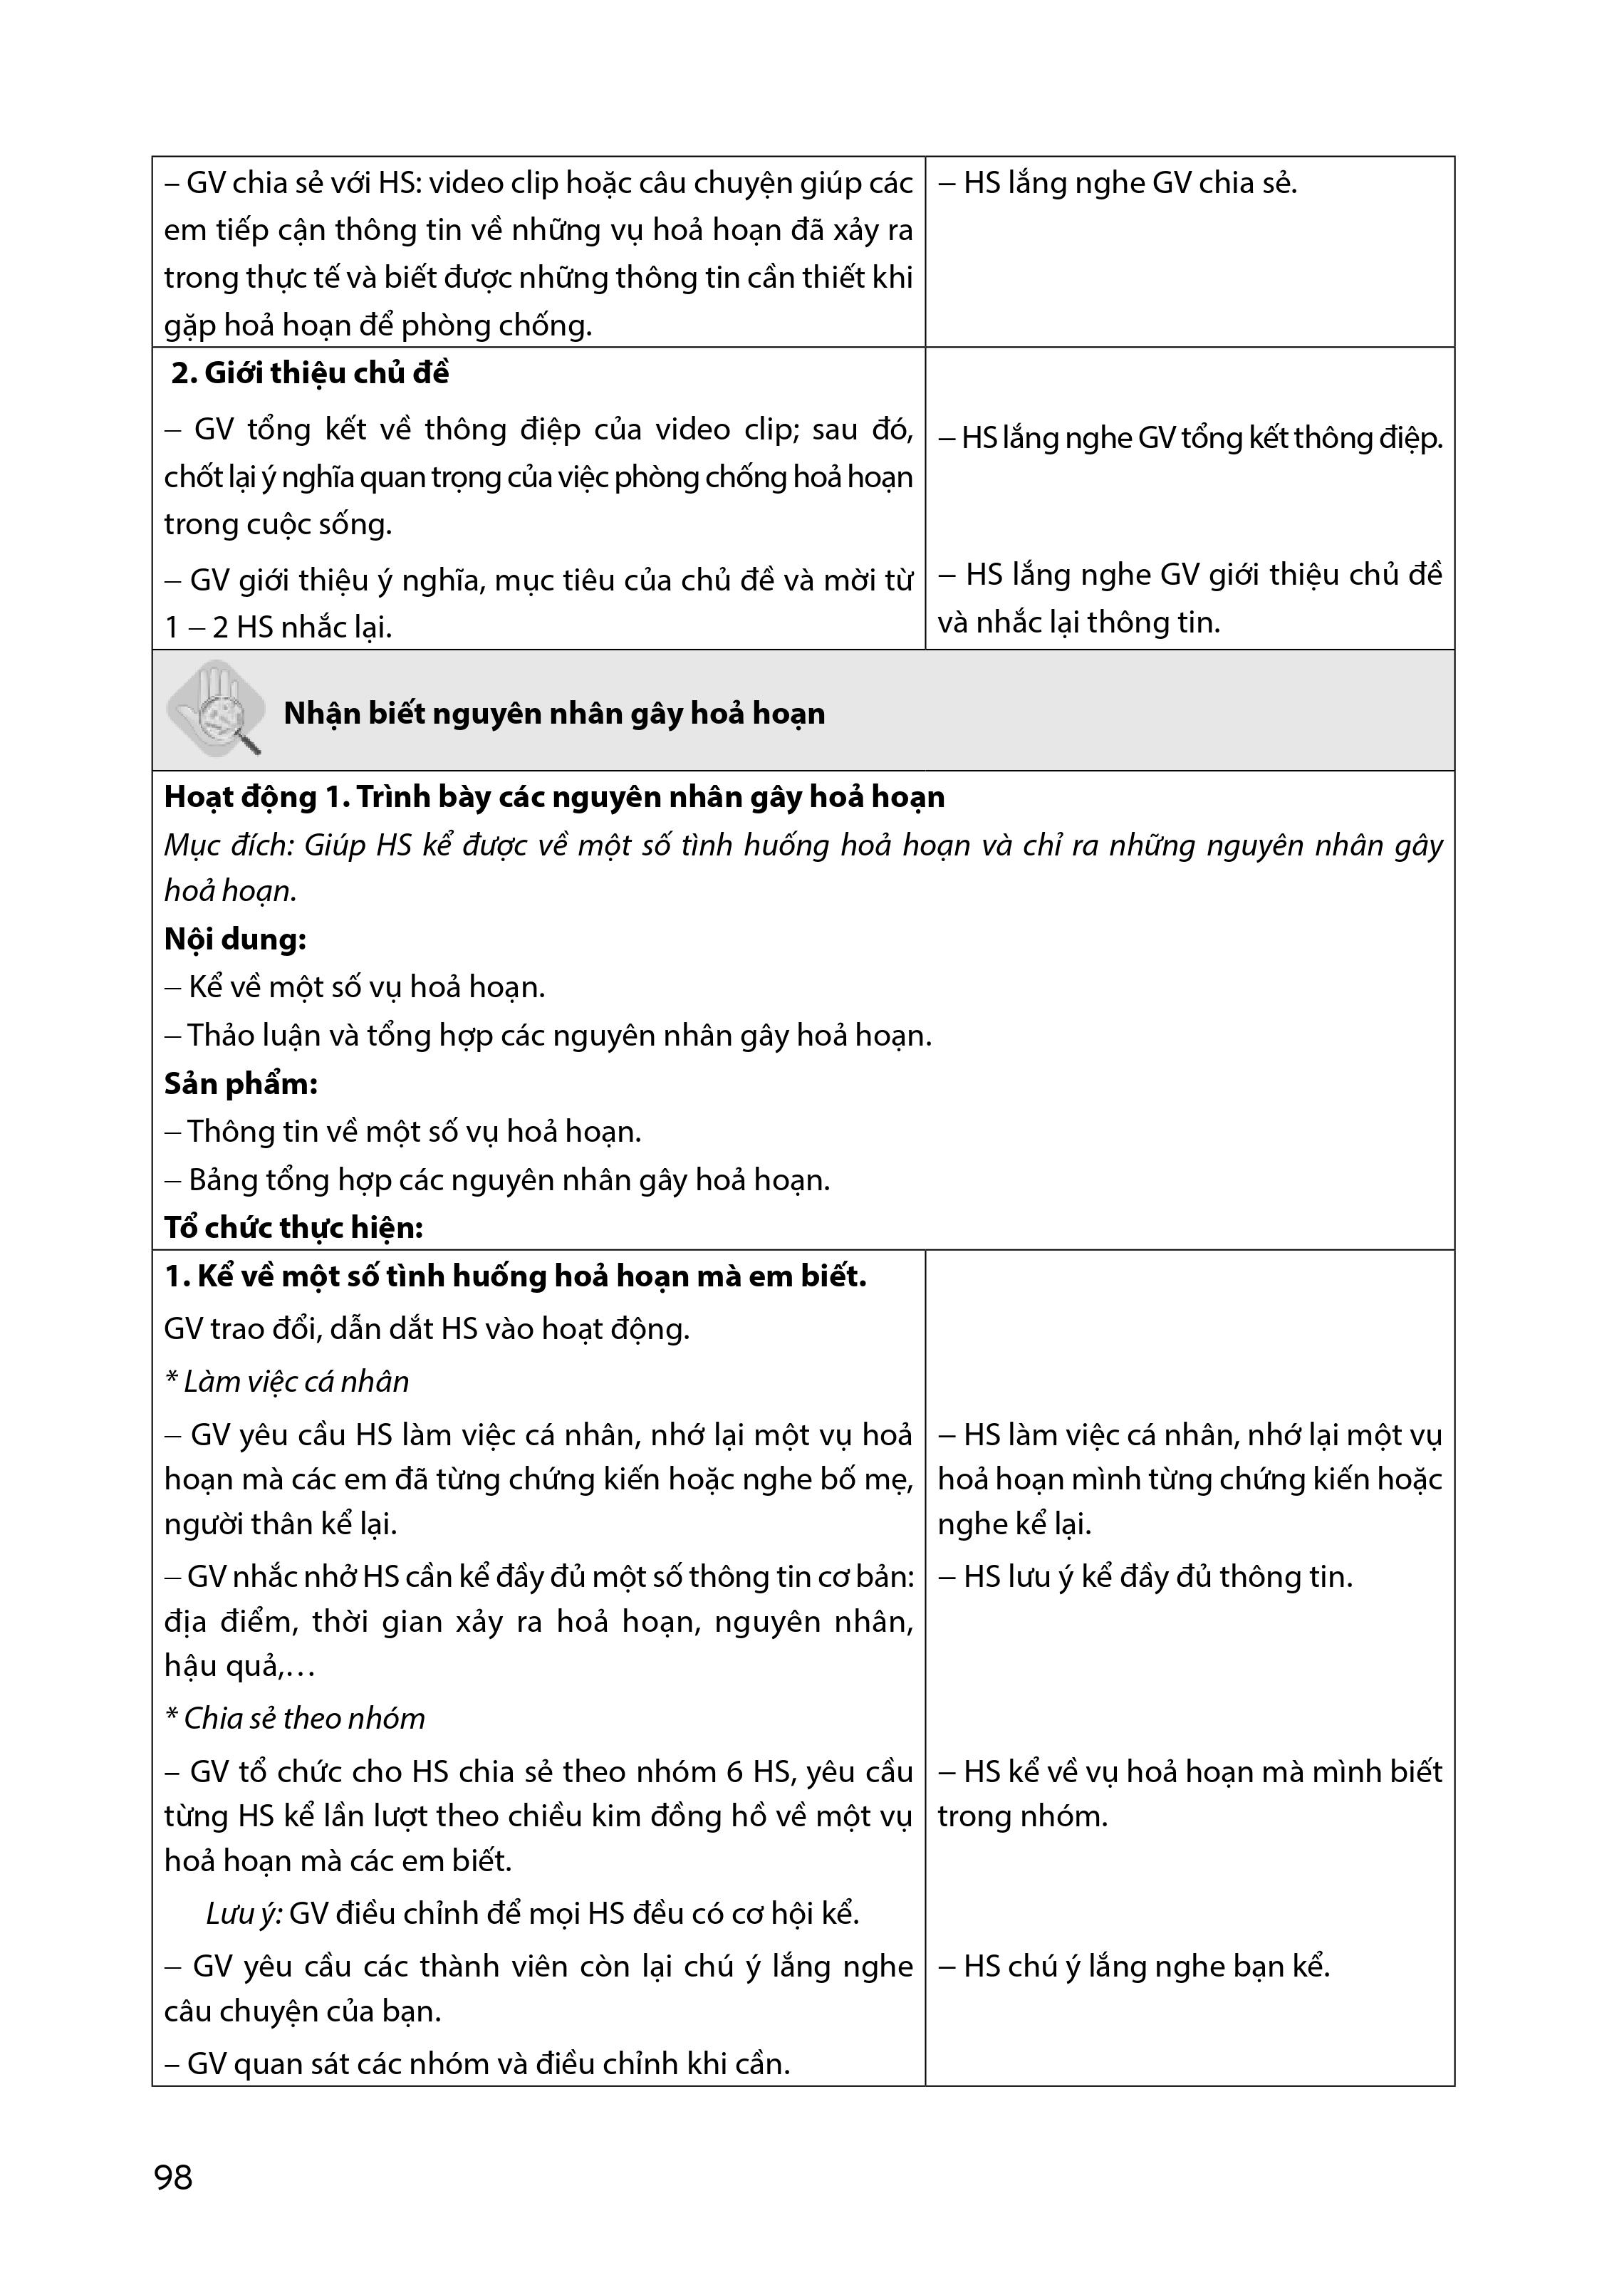 – GV chia sẻ với HS: video clip hoặc câu chuyện giúp các
em tiếp cận thông tin về những vụ hoả hoạn đã xảy ra
trong thực tế và biết được những thông tin cần thiết khi
gặp hoả hoạn để phòng chống.
– HS lắng nghe GV chia sẻ.
2. Giới thiệu chủ đề
– GV tổng kết về thông điệp của video clip; sau đó,
chốt lại ý nghĩa quan trọng của việc phòng chống hoả hoạn
trong cuộc sống.
– HS lắng nghe GV tổng kết thông điệp.
– GV giới thiệu ý nghĩa, mục tiêu của chủ đề và mời từ
1 – 2 HS nhắc lại.
– HS lắng nghe GV giới thiệu chủ đề
và nhắc lại thông tin.
Nhận biết nguyên nhân gây hoả hoạn
Hoạt động 1. Trình bày các nguyên nhân gây hoả hoạn
Mục đích: Giúp HS kể được về một số tình huống hoả hoạn và chỉ ra những nguyên nhân gây
hoả hoạn.
Nội dung:
– Kể về một số vụ hoả hoạn.
– Thảo luận và tổng hợp các nguyên nhân gây hoả hoạn.
Sản phẩm:
– Thông tin về một số vụ hoả hoạn.
– Bảng tổng hợp các nguyên nhân gây hoả hoạn.
Tổ chức thực hiện:
1. Kể về một số tình huống hoả hoạn mà em biết.
GV trao đổi, dẫn dắt HS vào hoạt động.
* Làm việc cá nhân
– GV yêu cầu HS làm việc cá nhân, nhớ lại một vụ hoả
hoạn mà các em đã từng chứng kiến hoặc nghe bố mẹ,
người thân kể lại.
– HS làm việc cá nhân, nhớ lại một vụ
hoả hoạn mình từng chứng kiến hoặc
nghe kể lại.
– GV nhắc nhở HS cần kể đầy đủ một số thông tin cơ bản:
địa điểm, thời gian xảy ra hoả hoạn, nguyên nhân,
hậu quả,…
– HS lưu ý kể đầy đủ thông tin.
* Chia sẻ theo nhóm
– GV tổ chức cho HS chia sẻ theo nhóm 6 HS, yêu cầu
từng HS kể lần lượt theo chiều kim đồng hồ về một vụ
hoả hoạn mà các em biết.
– HS kể về vụ hoả hoạn mà mình biết
trong nhóm.
Lưu ý: GV điều chỉnh để mọi HS đều có cơ hội kể.
– GV yêu cầu các thành viên còn lại chú ý lắng nghe
câu chuyện của bạn.
– HS chú ý lắng nghe bạn kể.
– GV quan sát các nhóm và điều chỉnh khi cần.
98